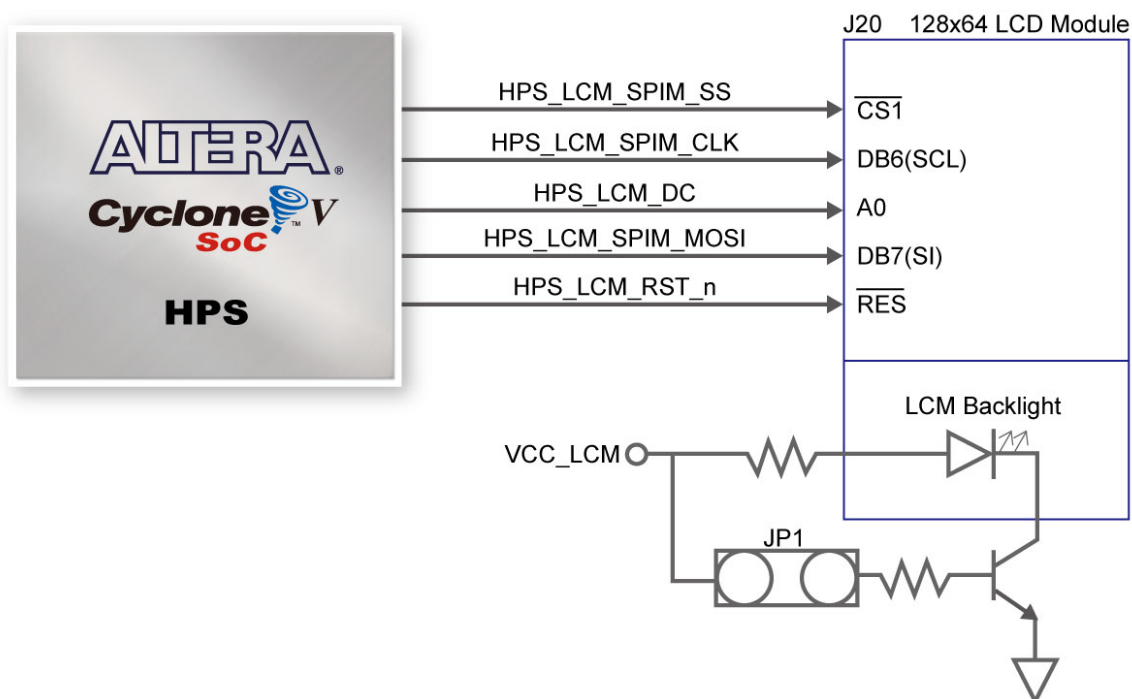 J20 128x64 LCD Module
HPS_LCM_SPIM_SS
CS1
HPS_LCM_SPIM_CLK
DB6(SCL)
HPS_LCM_DC
A0
HPS_LCM_SPIM_MOSI
DB7(SI)
HPS_LCM_RST_n
RES
ALTERA®
Cyclone™ V
SoC
HPS
LCM Backlight
VCC_LCM
JP1